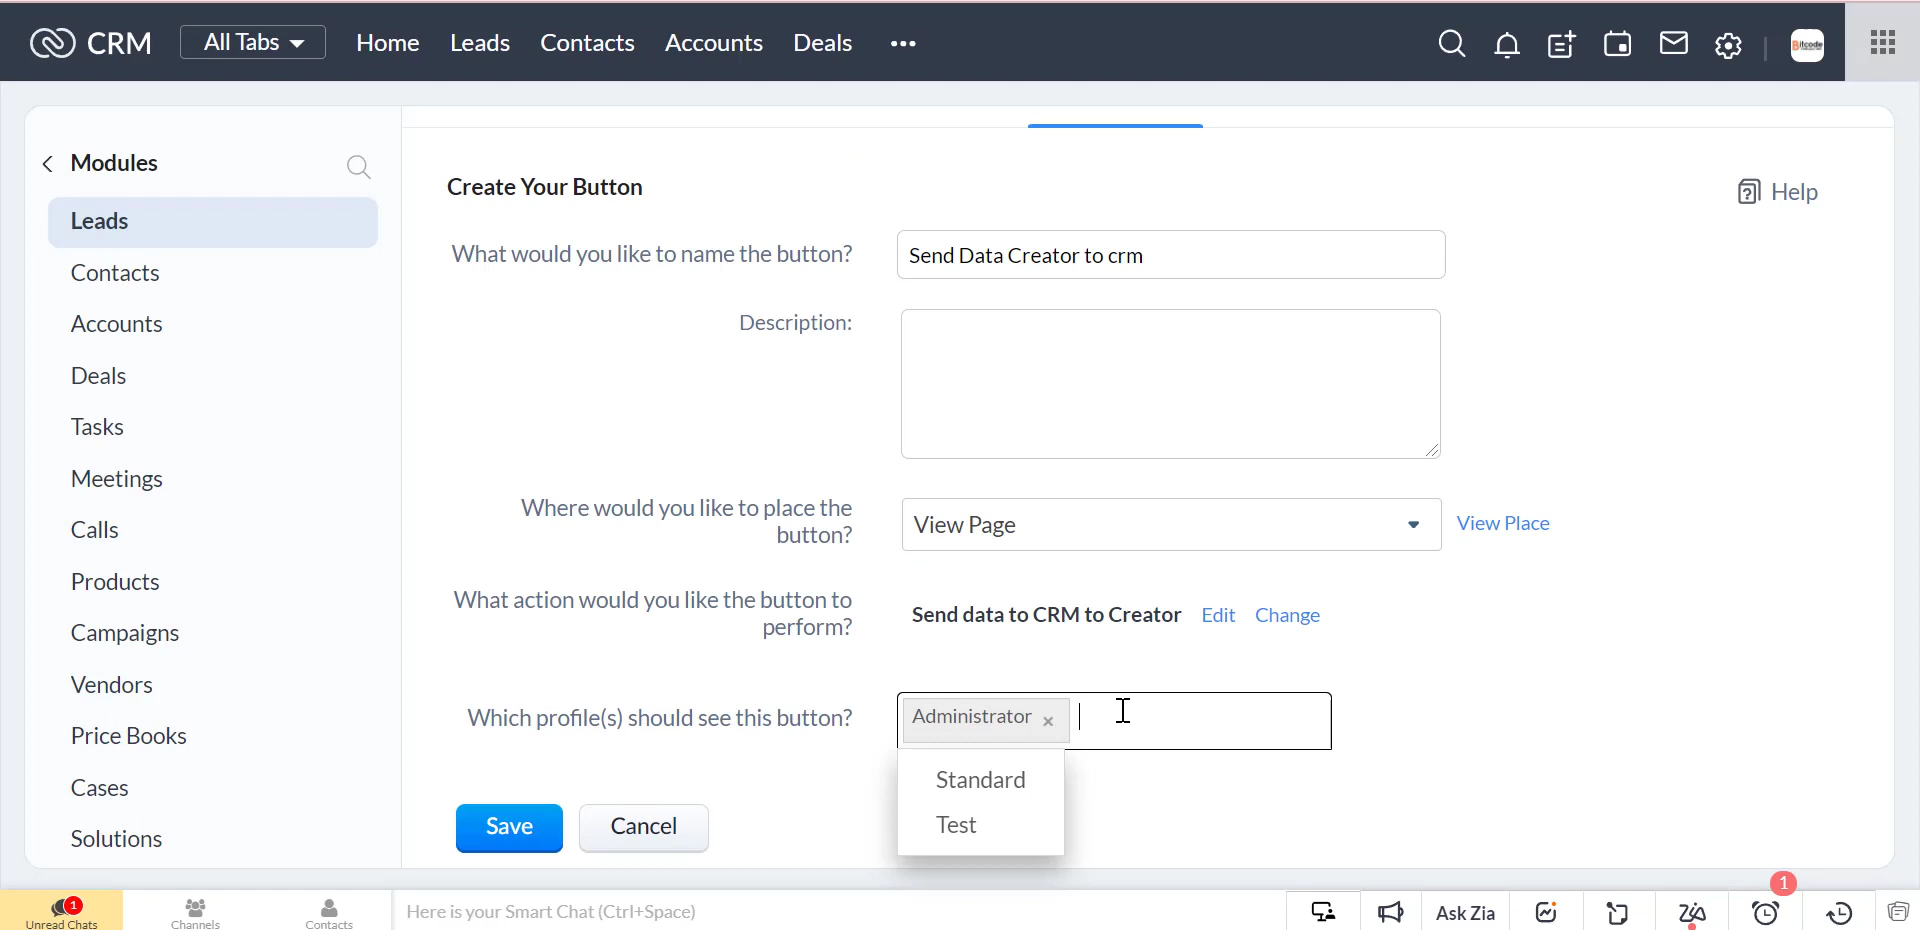 CRM All Tabs Home Leads Contacts Accounts Deals Bitcode
Modules
Leads
Contacts
Accounts
Deals
Tasks
Meetings
Calls
Products
Campaigns
Vendors
Price Books
Cases
Solutions
Create Your Button
Help
What would you like to name the button? Send Data Creator to crm
Description:
Where would you like to place the
button?
View Page View Place
What action would you like the button to
perform?
Send data to CRM to Creator Edit Change
Which profile(s) should see this button? Administrator ×
Standard
Test
Save Cancel
1
Unread Chats
Channels
Contacts
Here is your Smart Chat (Ctrl+Space)
Ask Zia
1